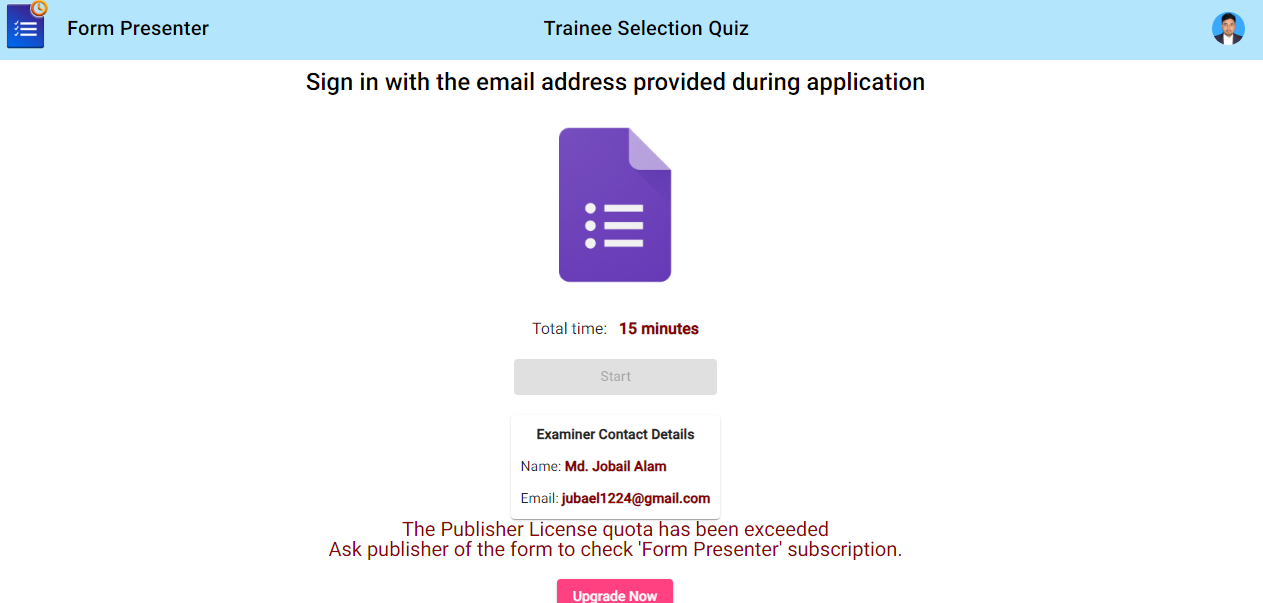 Form Presenter
Trainee Selection Quiz
Sign in with the email address provided during application
Total time: 15 minutes
Start
Examiner Contact Details
Name: Md. Jobail Alam
Email: jubael1224@gmail.com
The Publisher License quota has been exceeded
Ask publisher of the form to check 'Form Presenter' subscription.
Upgrade Now